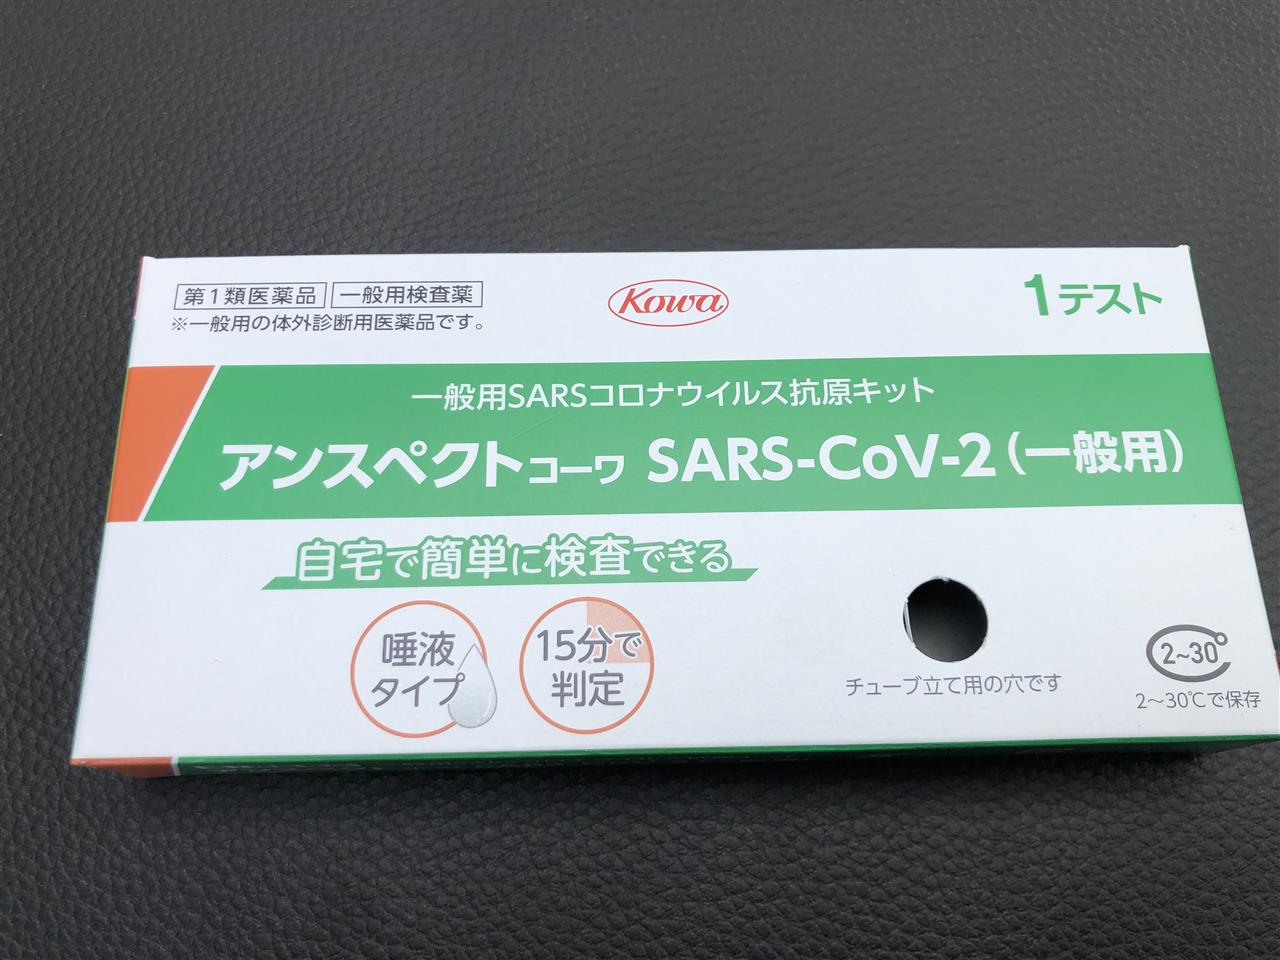 第1類医薬品 一般用検査薬
※一般用の体外診断用医薬品です。
Kowa
1テスト
一般用SARSコロナウイルス抗原キット
アンスペクトコーワ SARS-CoV-2(一般用)
自宅で簡単に検査できる
唾液
タイプ
15分で
判定
チューブ立て用の穴です
2~30°
2~30℃で保存